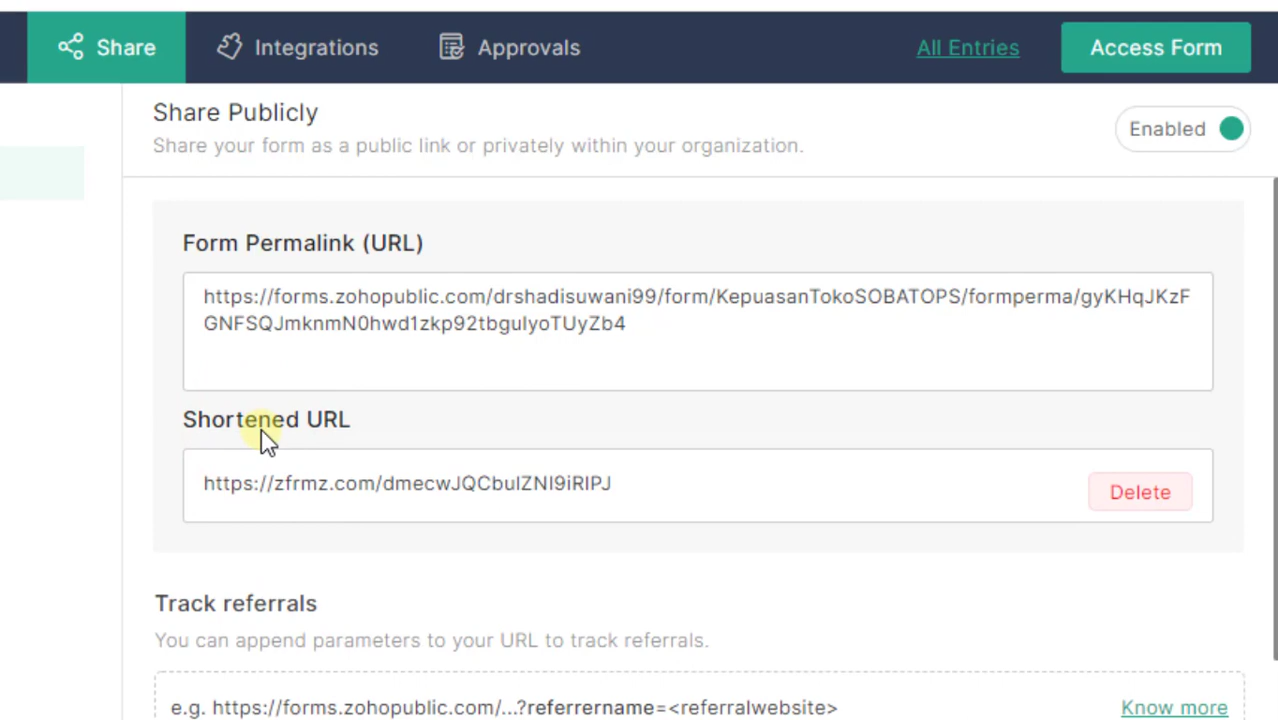 Share Integrations Approvals All Entries Access Form
Share Publicly
Share your form as a public link or privately within your organization.
Enabled
Form Permalink (URL)
https://forms.zohopublic.com/drshadisuwani99/form/KepuasanTokoSOBATOPS/formperma/gyKHqJKzF
GNFSQJmknmN0hwd1zkp92tbguIyoTUyZb4
Shortened URL
https://zfrmz.com/dmecwJQCbulZNI9iRIPJ
Delete
Track referrals
You can append parameters to your URL to track referrals.
e.g. https://forms.zohopublic.com/...?referrername=<referralwebsite>
Know more